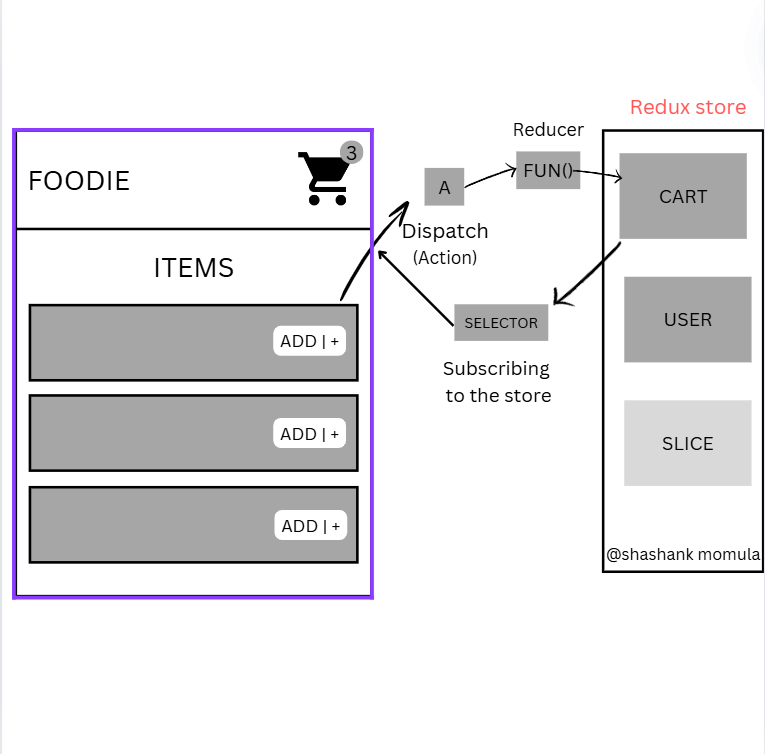 FOODIE
3
ITEMS
ADD | +
ADD | +
ADD | +
A
Dispatch
(Action)
Reducer
FUN()
SELECTOR
Subscribing
to the store
Redux store
CART
USER
SLICE
@shashank momula